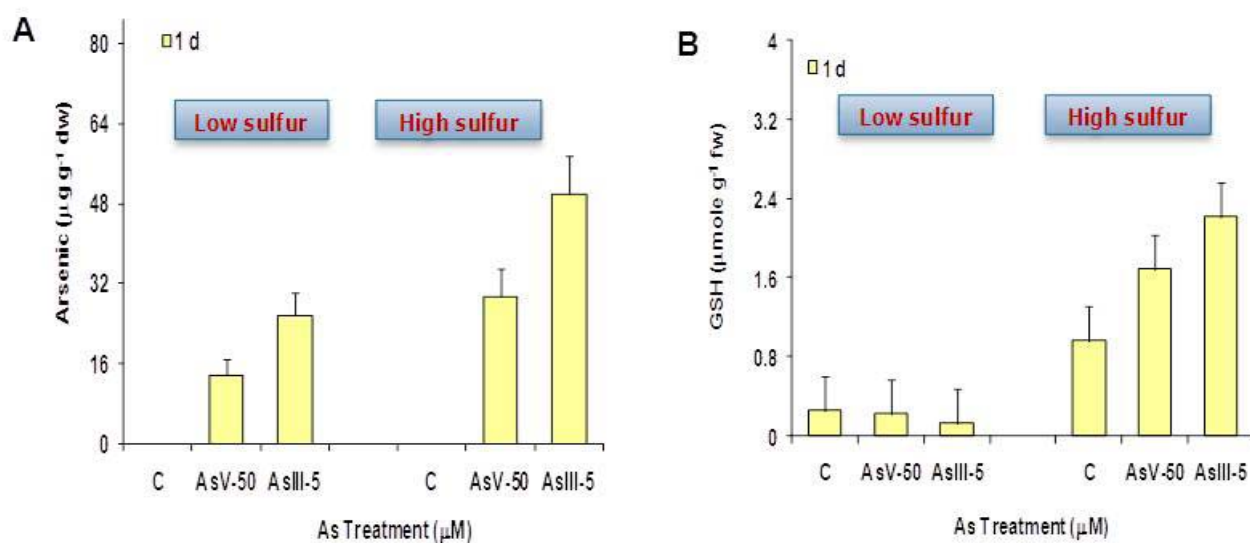 A
Arsenic (μ g g⁻¹ dw)
80
64
48
32
16
0
1 d
Low sulfur
High sulfur
C AsV-50 AsIII-5 C AsV-50 AsIII-5
As Treatment (μM)
B
GSH (μmole g⁻¹ fw)
4
3.2
2.4
1.6
0.8
0
1 d
Low sulfur
High sulfur
C AsV-50 AsIII-5 C AsV-50 AsIII-5
As Treatment (μM)